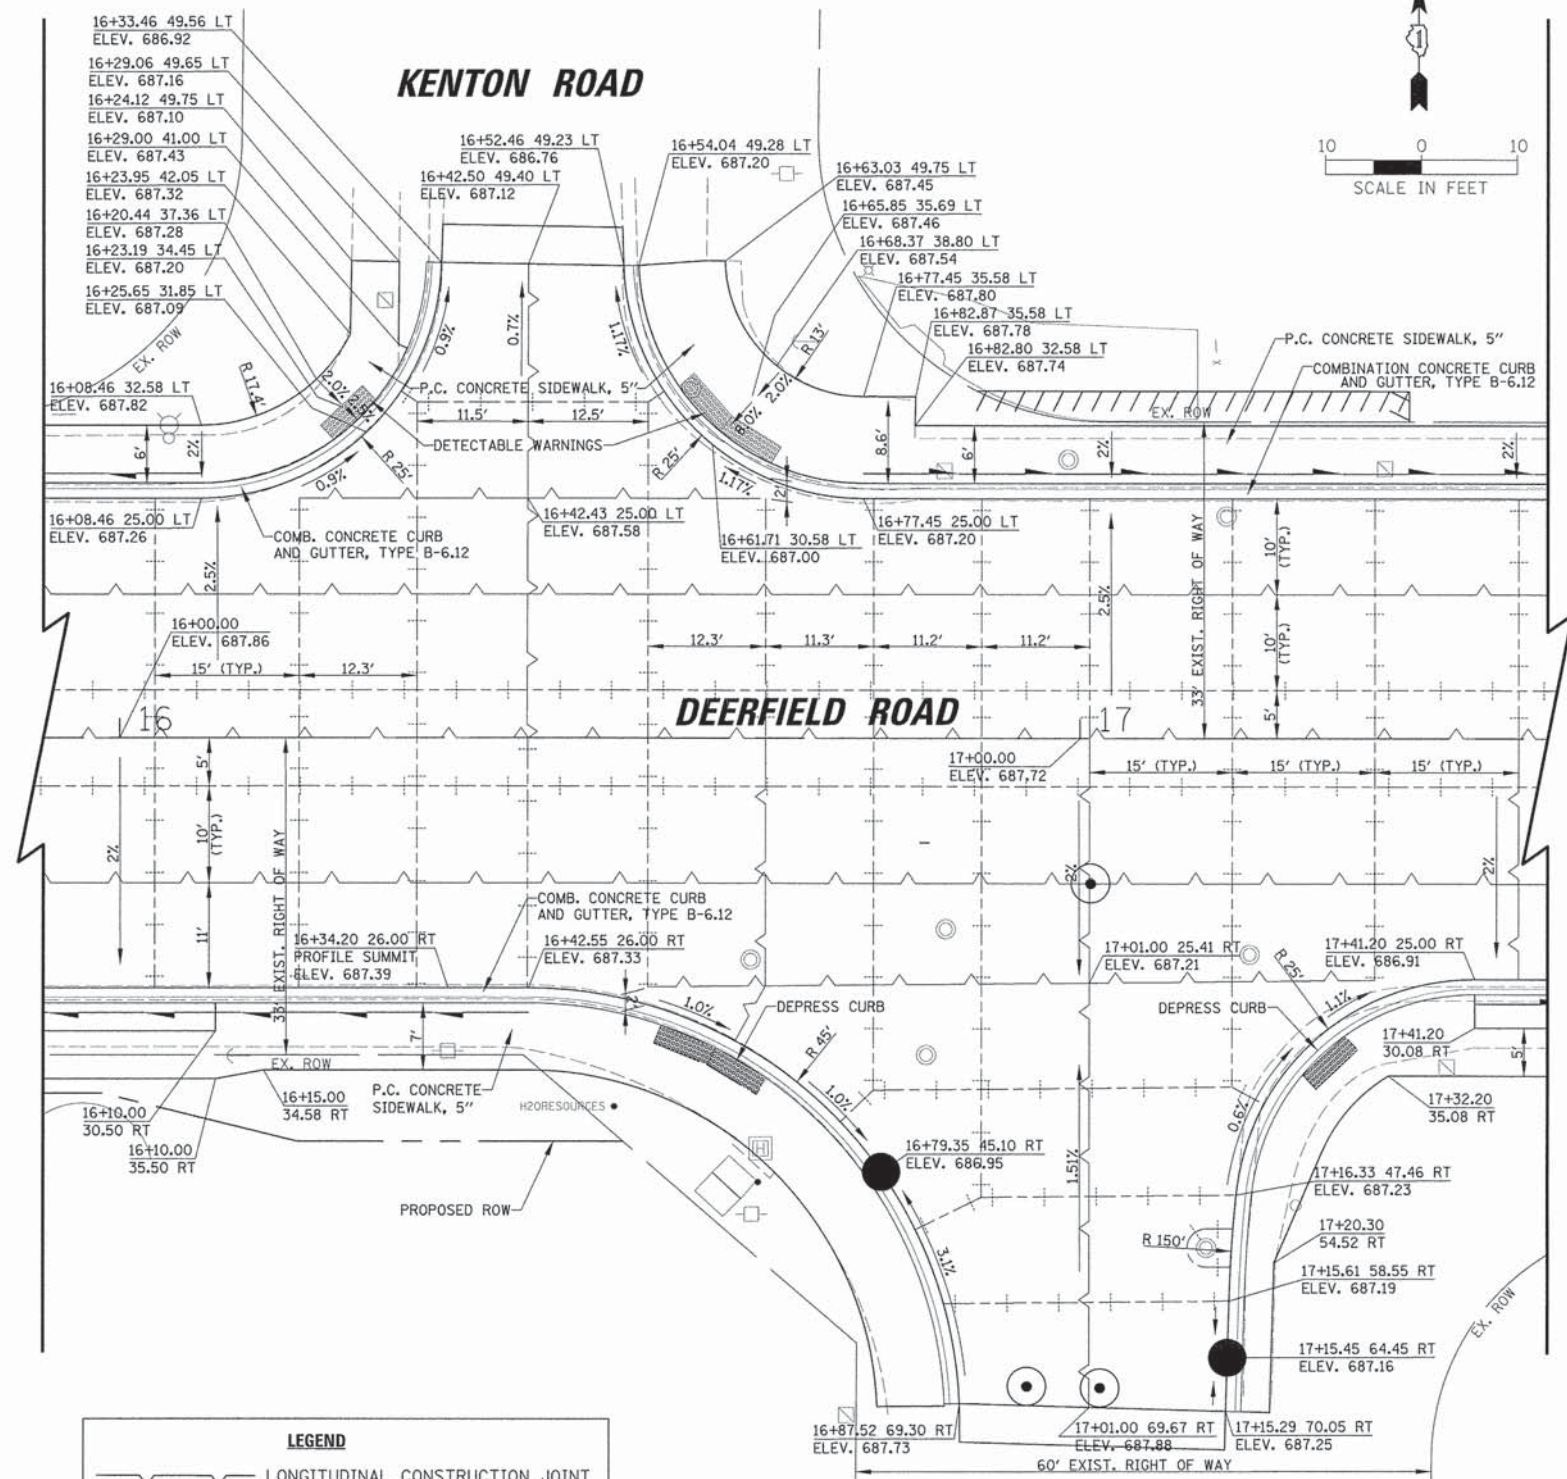 16+33.46 49.56 LT
ELEV. 686.92
16+29.06 49.65 LT
ELEV. 687.16
16+24.12 49.75 LT
ELEV. 687.10
16+29.00 41.00 LT
ELEV. 687.43
16+23.95 42.05 LT
ELEV. 687.32
16+20.44 37.36 LT
ELEV. 687.28
16+23.19 34.45 LT
ELEV. 687.20
16+25.65 31.85 LT
ELEV. 687.09
KENTON ROAD
16+52.46 49.23 LT
ELEV. 686.76
16+42.50 49.40 LT
ELEV. 687.12
16+54.04 49.28 LT
ELEV. 687.20
16+63.03 49.75 LT
ELEV. 687.45
16+65.85 35.69 LT
ELEV. 687.46
16+68.37 38.80 LT
ELEV. 687.54
16+77.45 35.58 LT
ELEV. 687.80
16+82.87 35.58 LT
ELEV. 687.78
16+82.80 32.58 LT
ELEV. 687.74
1
10 0 10
SCALE IN FEET
P.C. CONCRETE SIDEWALK, 5"
COMBINATION CONCRETE CURB
AND GUTTER, TYPE B-6.12
EX. ROW
EX. ROW
R 17.4'
0.9%
0.7%
1.17%
R 13'
2.0%
8.0%
2.0%
2.5%
P.C. CONCRETE SIDEWALK, 5"
11.5'
12.5'
DETECTABLE WARNINGS
16+08.46 32.58 LT
ELEV. 687.82
6'
2%
R 25'
0.9%
R 25'
1.17%
2'
8.6'
6'
2%
2%
16+08.46 25.00 LT
ELEV. 687.26
COMB. CONCRETE CURB
AND GUTTER, TYPE B-6.12
16+42.43 25.00 LT
ELEV. 687.58
16+61.71 30.58 LT
ELEV. 687.00
16+77.45 25.00 LT
ELEV. 687.20
2.5%
2.5%
33' EXIST. RIGHT OF WAY
10'
(TYP.)
10'
(TYP.)
5'
16+00.00
ELEV. 687.86
15' (TYP.)
12.3'
12.3'
11.3'
11.2'
11.2'
16
DEERFIELD ROAD
17
17+00.00
ELEV. 687.72
15' (TYP.)
15' (TYP.)
15' (TYP.)
5'
10'
(TYP.)
11'
2%
33' EXIST. RIGHT OF WAY
2%
2%
COMB. CONCRETE CURB
AND GUTTER, TYPE B-6.12
16+34.20 26.00 RT
PROFILE SUMMIT
ELEV. 687.39
16+42.55 26.00 RT
ELEV. 687.33
17+01.00 25.41 RT
ELEV. 687.21
17+41.20 25.00 RT
ELEV. 686.91
2'
1.0%
DEPRESS CURB
R 45'
1.0%
R 25'
DEPRESS CURB
1.1%
17+41.20
30.08 RT
5'
7'
EX. ROW
16+10.00
30.50 RT
16+15.00
34.58 RT
16+10.00
35.50 RT
P.C. CONCRETE
SIDEWALK, 5"
H2ORESOURCES
H
PROPOSED ROW
17+32.20
35.08 RT
0.6%
16+79.35 45.10 RT
ELEV. 686.95
1.51%
3.1%
17+16.33 47.46 RT
ELEV. 687.23
17+20.30
54.52 RT
R 150'
17+15.61 58.55 RT
ELEV. 687.19
EX. ROW
17+15.45 64.45 RT
ELEV. 687.16
16+87.52 69.30 RT
ELEV. 687.73
17+01.00 69.67 RT
ELEV. 687.88
17+15.29 70.05 RT
ELEV. 687.25
60' EXIST. RIGHT OF WAY
LEGEND
LONGITUDINAL CONSTRUCTION JOINT